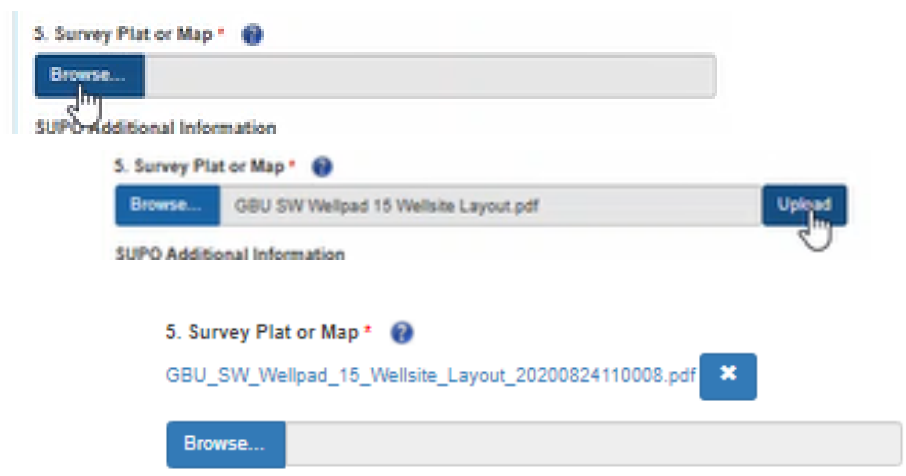 5. Survey Plat or Map * ?
Browse...
SUPO Additional Information
5. Survey Plat or Map * ?
Browse... GBU SW Wellpad 15 Wellsite Layout.pdf Upload
SUPO Additional Information
5. Survey Plat or Map * ?
GBU_SW_Wellpad_15_Wellsite_Layout_20200824110008.pdf ✖
Browse...